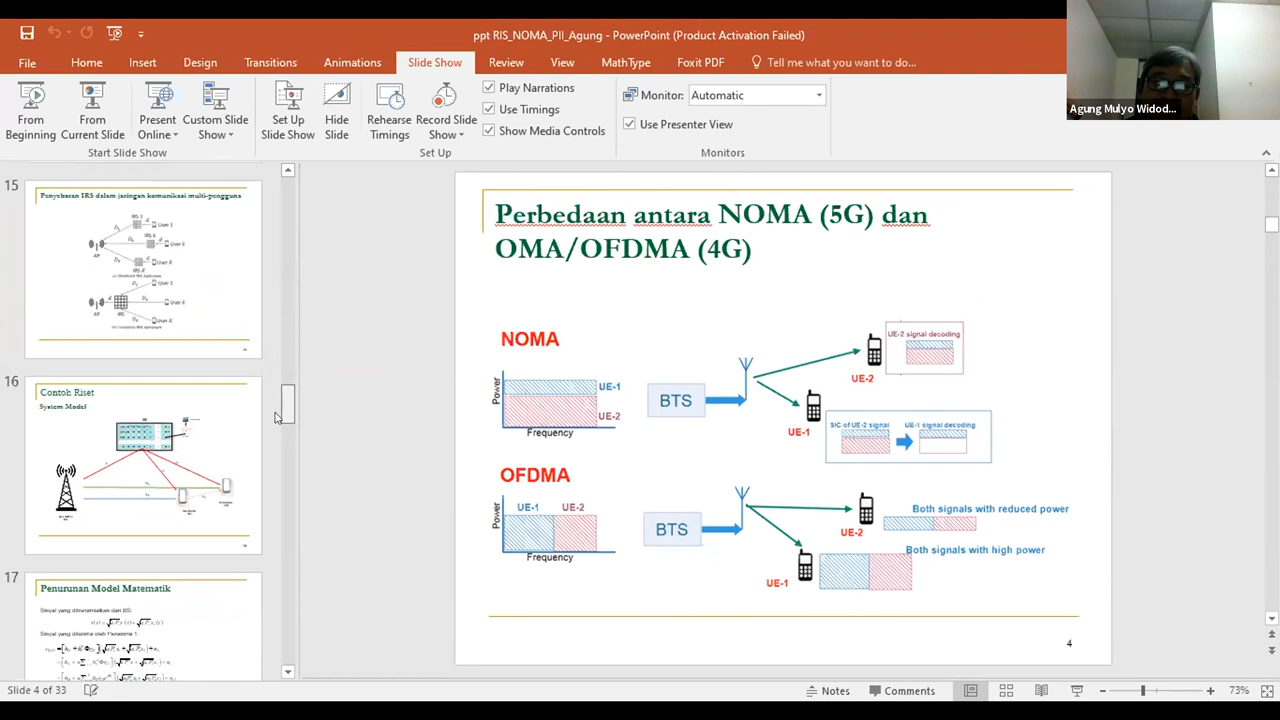 ppt RIS_NOMA_PII_Agung - PowerPoint (Product Activation Failed)
File Home Insert Design Transitions Animations Slide Show Review View MathType Foxit PDF Tell me what you want to do...
From Beginning
From Current Slide
Present Online
Custom Slide Show
Start Slide Show
Set Up Slide Show
Hide Slide
Rehearse Timings
Record Slide Show
Play Narrations
Use Timings
Show Media Controls
Set Up
Monitor: Automatic
Use Presenter View
Monitors
Agung Mulyo Widod...
15
Penyebaran IRS dalam jaringan komunikasi multi-pengguna
16
Contoh Riset
System Model
17
Penurunan Model Matematik
Perbedaan antara NOMA (5G) dan
OMA/OFDMA (4G)
NOMA
Power
UE-1
UE-2
Frequency
BTS
UE-2
UE-2 signal decoding
UE-1
SIC of UE-2 signal
UE-1 signal decoding
OFDMA
UE-1 UE-2
Power
Frequency
BTS
UE-2
Both signals with reduced power
Both signals with high power
UE-1
4
Slide 4 of 33
Notes
Comments
73%